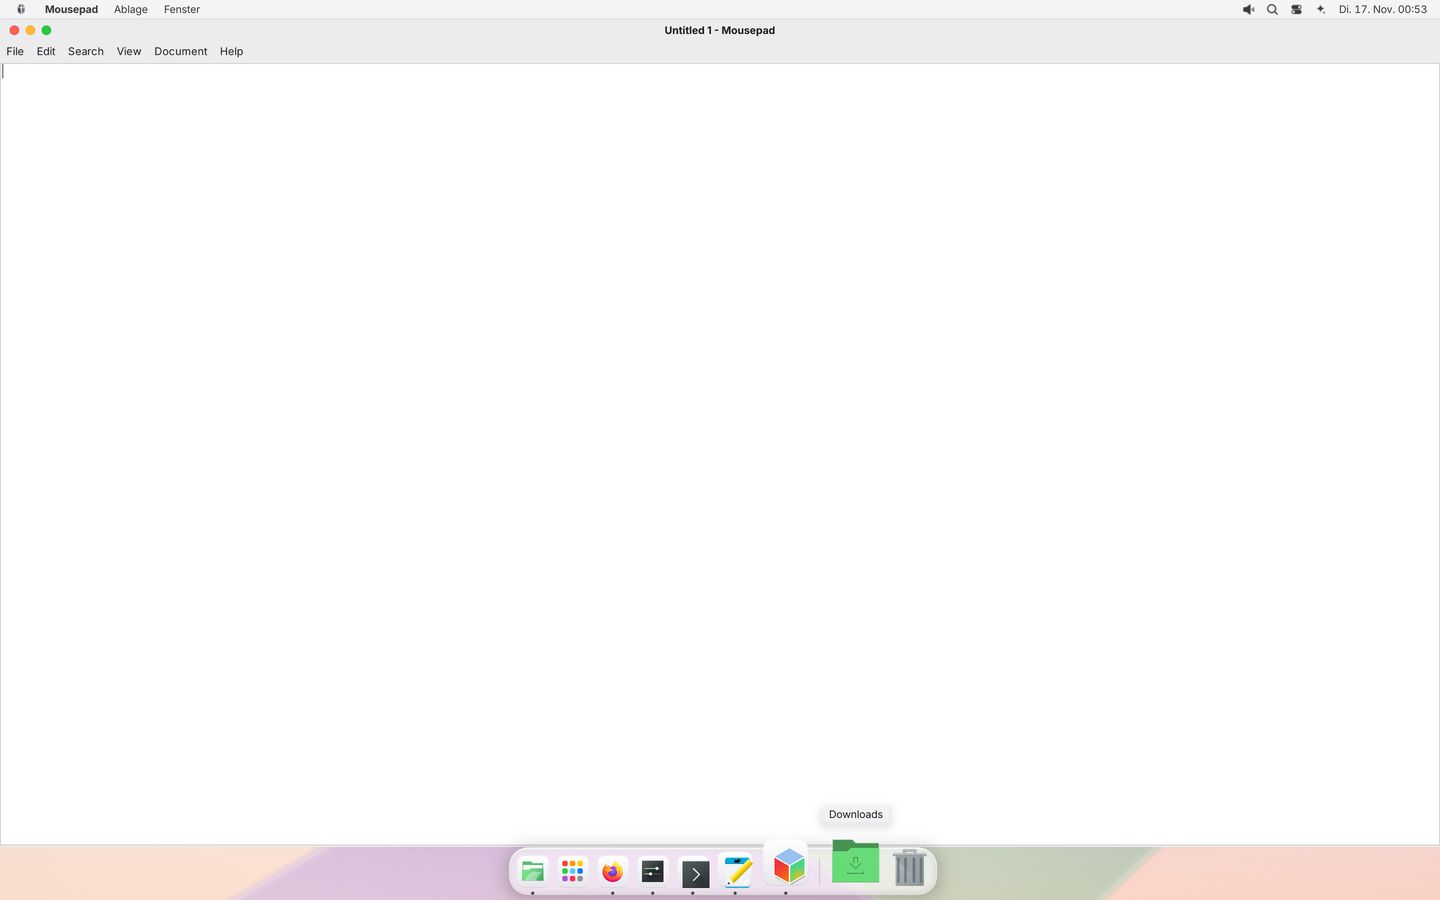 Mousepad Ablage Fenster Di. 17. Nov. 00:53
Untitled 1 - Mousepad
File Edit Search View Document Help
Downloads